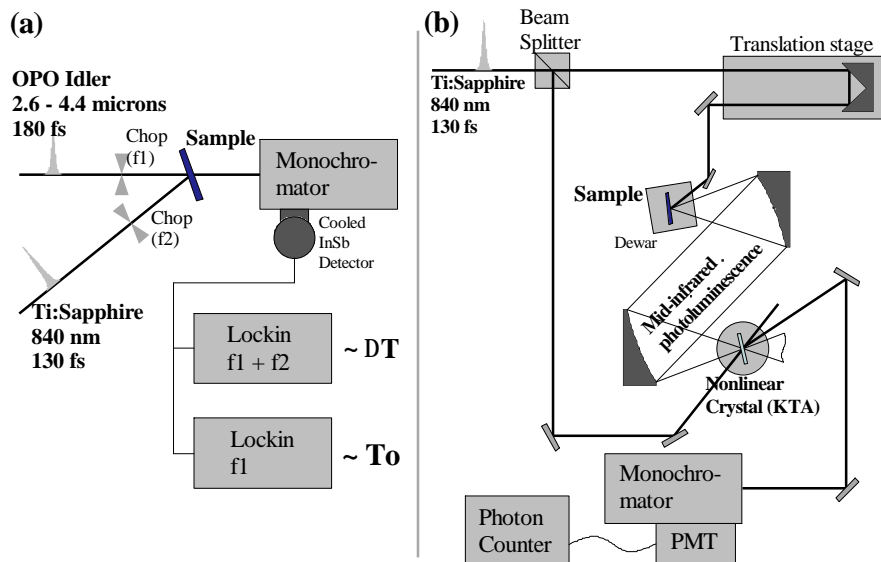 (a)
OPO Idler
2.6 - 4.4 microns
180 fs
Chop
(f1)
Sample
Monochro-
mator
Chop
(f2)
Cooled
InSb
Detector
Ti:Sapphire
840 nm
130 fs
Lockin
f1 + f2
~ DT
Lockin
f1
~ To
(b)
Beam
Splitter
Translation stage
Ti:Sapphire
840 nm
130 fs
Sample
Dewar
Mid-infrared
photoluminescence
Nonlinear
Crystal (KTA)
Monochro-
mator
Photon
Counter
PMT